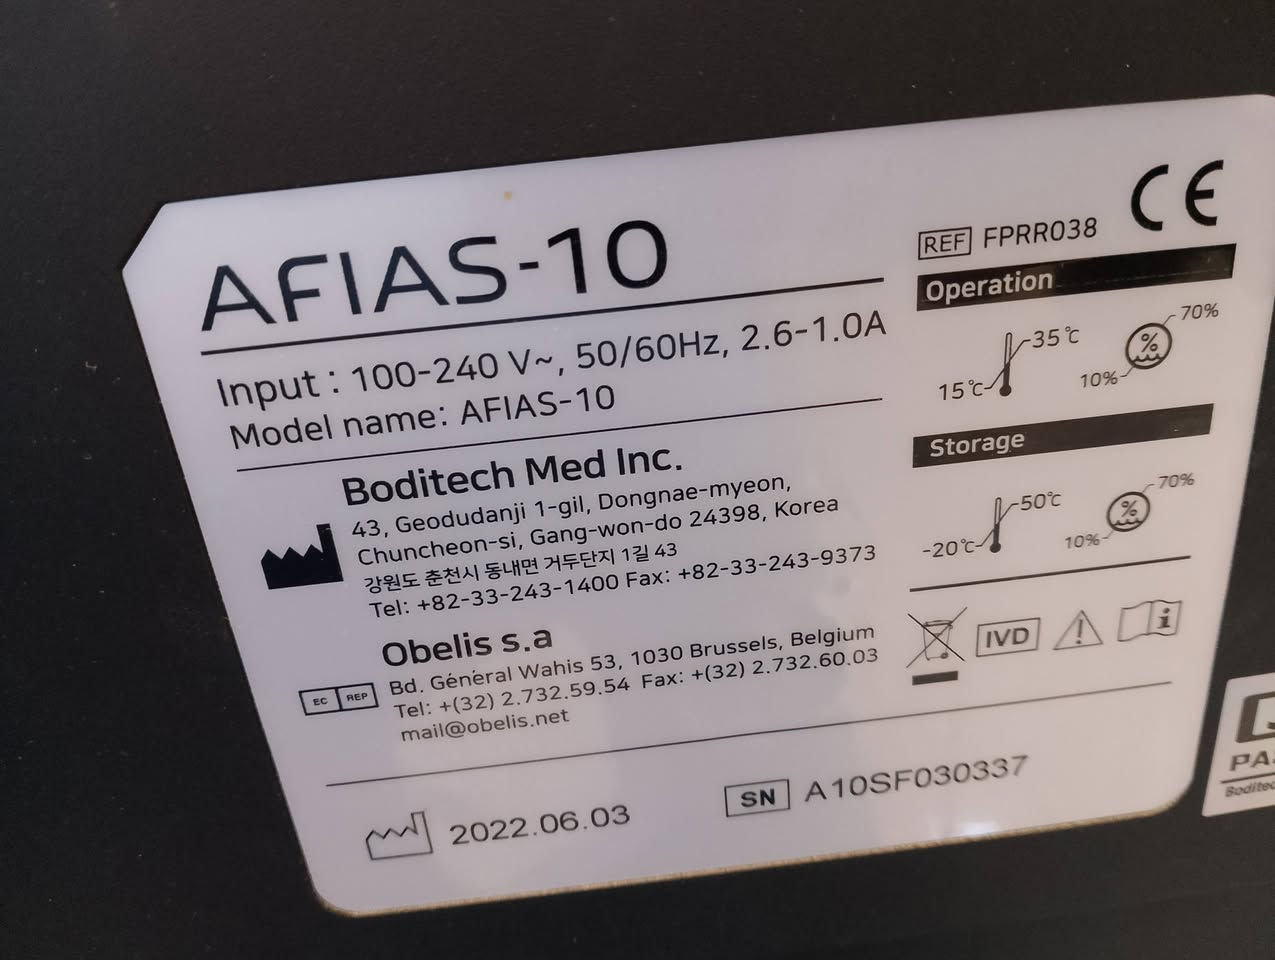 AFIAS-10
Input : 100-240 V~, 50/60Hz, 2.6-1.0A
Model name: AFIAS-10
Boditech Med Inc.
43, Geodudanji 1-gil, Dongnae-myeon,
Chuncheon-si, Gang-won-do 24398, Korea
강원도 춘천시 동내면 거두단지 1길 43
Tel: +82-33-243-1400 Fax: +82-33-243-9373
Obelis s.a
EC REP
Bd. Général Wahis 53, 1030 Brussels, Belgium
Tel: +(32) 2.732.59.54 Fax: +(32) 2.732.60.03
mail@obelis.net
2022.06.03
SN A10SF030337
REF FPRR038
CE
Operation
35℃
15℃
70%
%
10%
Storage
50℃
-20℃
70%
%
10%
IVD